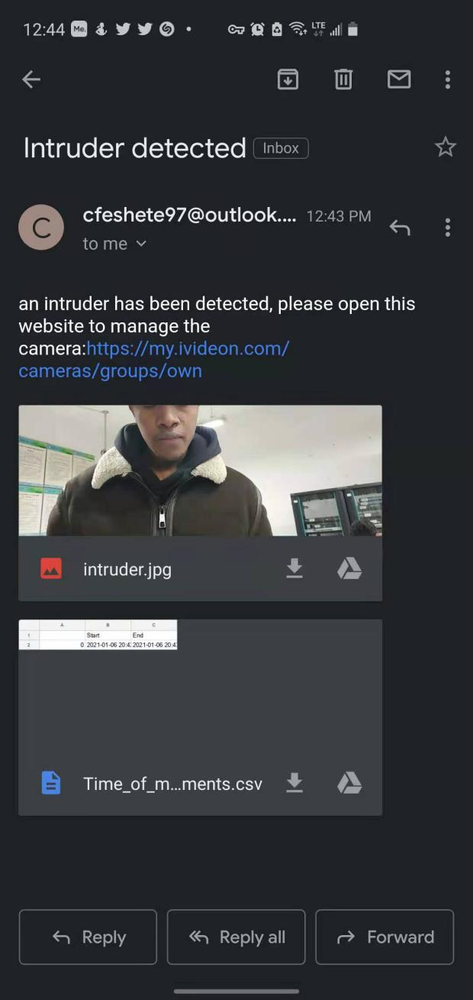 12:44 Me. LTE
Intruder detected Inbox
C
cfeshete97@outlook.... 12:43 PM
to me
an intruder has been detected, please open this
website to manage the
camera:https://my.ivideon.com/
cameras/groups/own
intruder.jpg
A B C
1 Start End
2 0 2021-01-06 20:4 2021-01-06 20:4
Time_of_m...ments.csv
Reply Reply all Forward